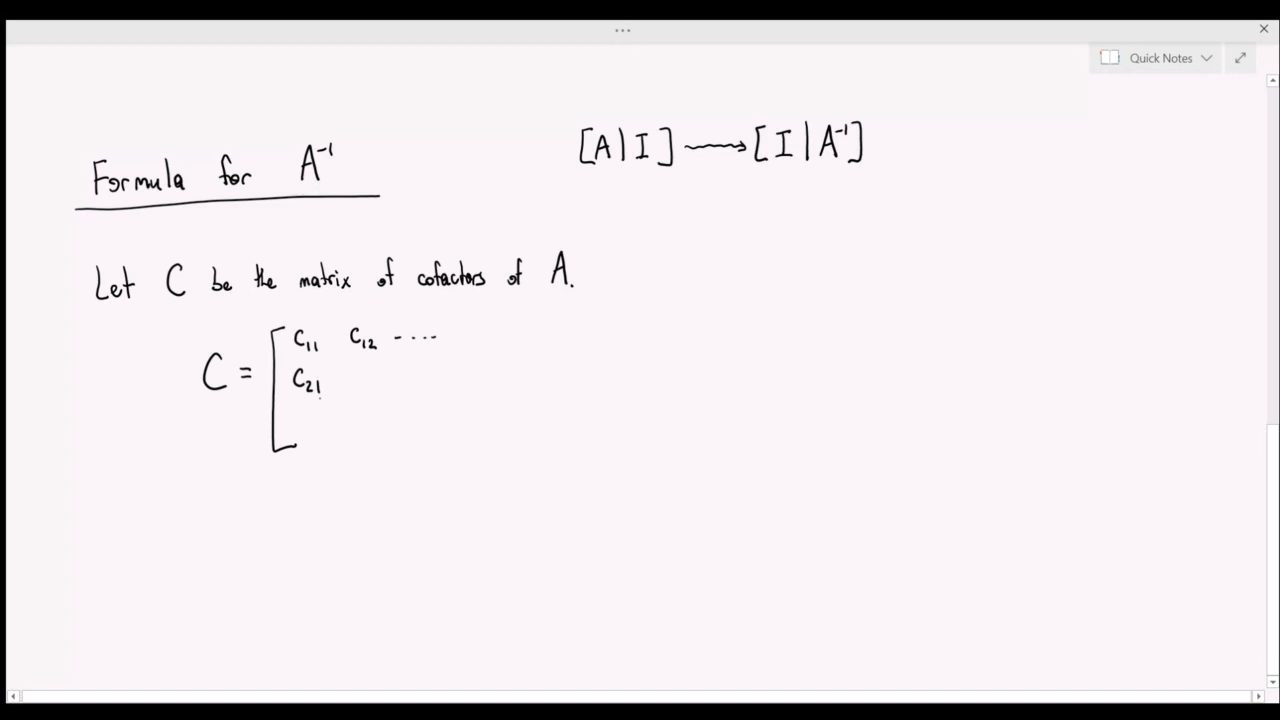 Quick Notes
[A|I] ⟿ [I|A⁻¹]
Formula for A⁻¹
Let C be the matrix of cofactors of A.
C = [ C₁₁ C₁₂ ----
C₂₁